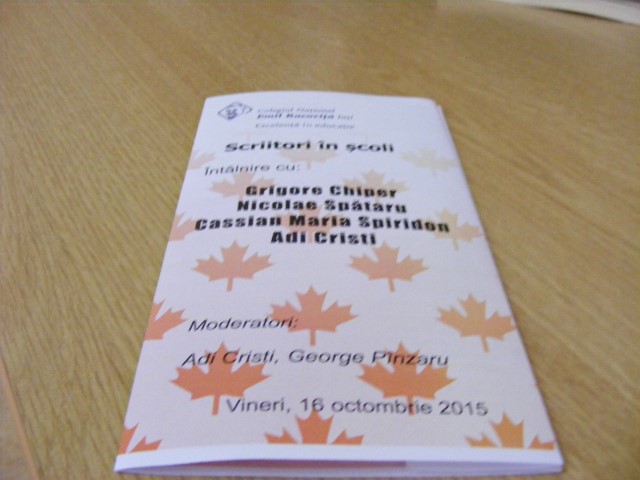 Colegiul Național
Emil Racoviță Iași
Excelență în educație
Scriitori în școli
Întâlnire cu:
Grigore Chiper
Nicolae Spătaru
Cassian Maria Spiridon
Adi Cristi
Moderatori:
Adi Cristi, George Pînzaru
Vineri, 16 octombrie 2015